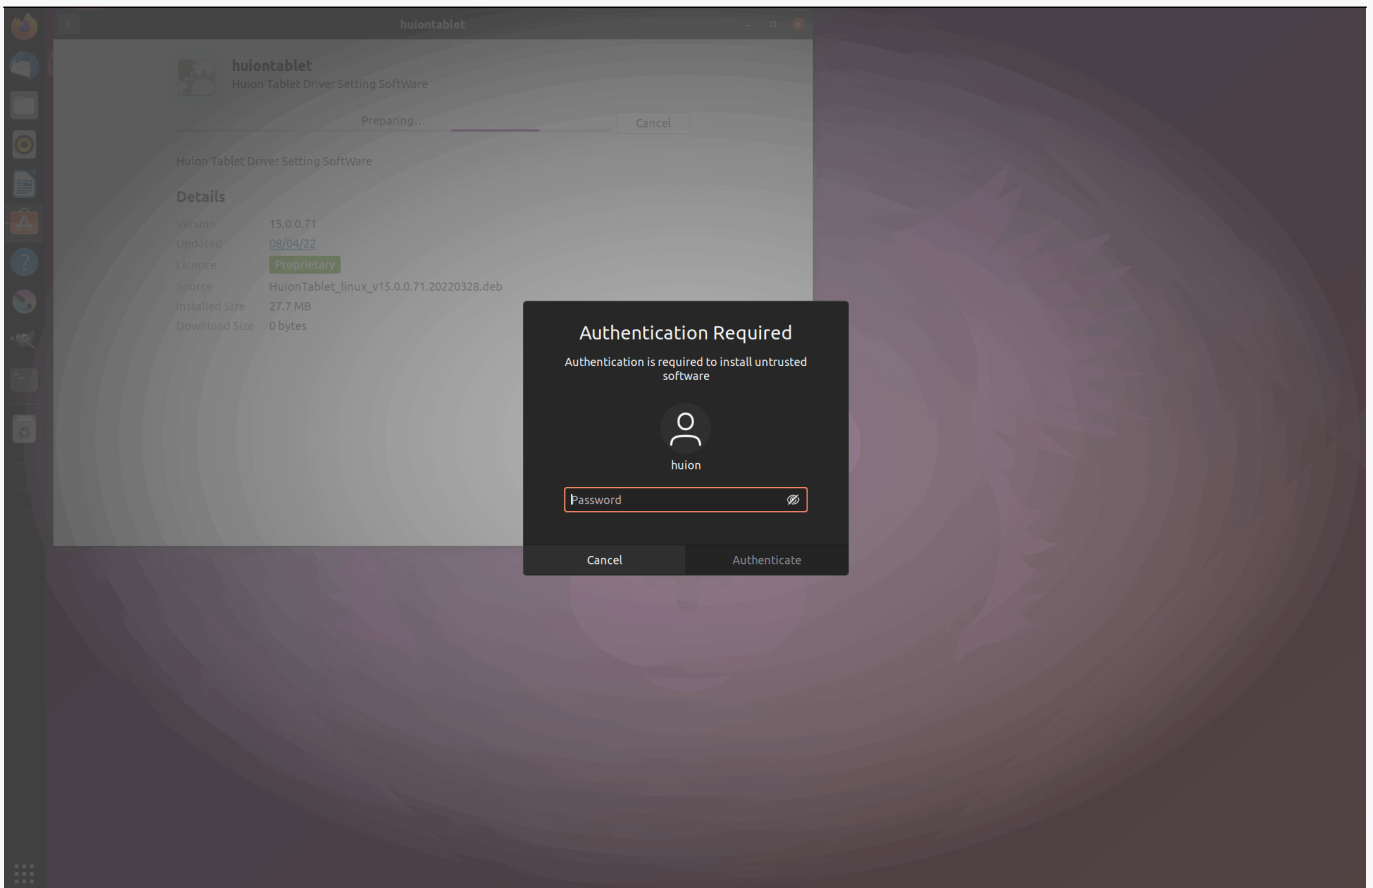 huiontablet
huiontablet
Huion Tablet Driver Setting SoftWare
Preparing...
Cancel
Huion Tablet Driver Setting SoftWare
Details
Version 15.0.0.71
Updated 08/04/22
Licence Proprietary
Source HuionTablet_linux_v15.0.0.71.20220328.deb
Installed Size 27.7 MB
Download Size 0 bytes
Authentication Required
Authentication is required to install untrusted
software
huion
Password
Cancel
Authenticate